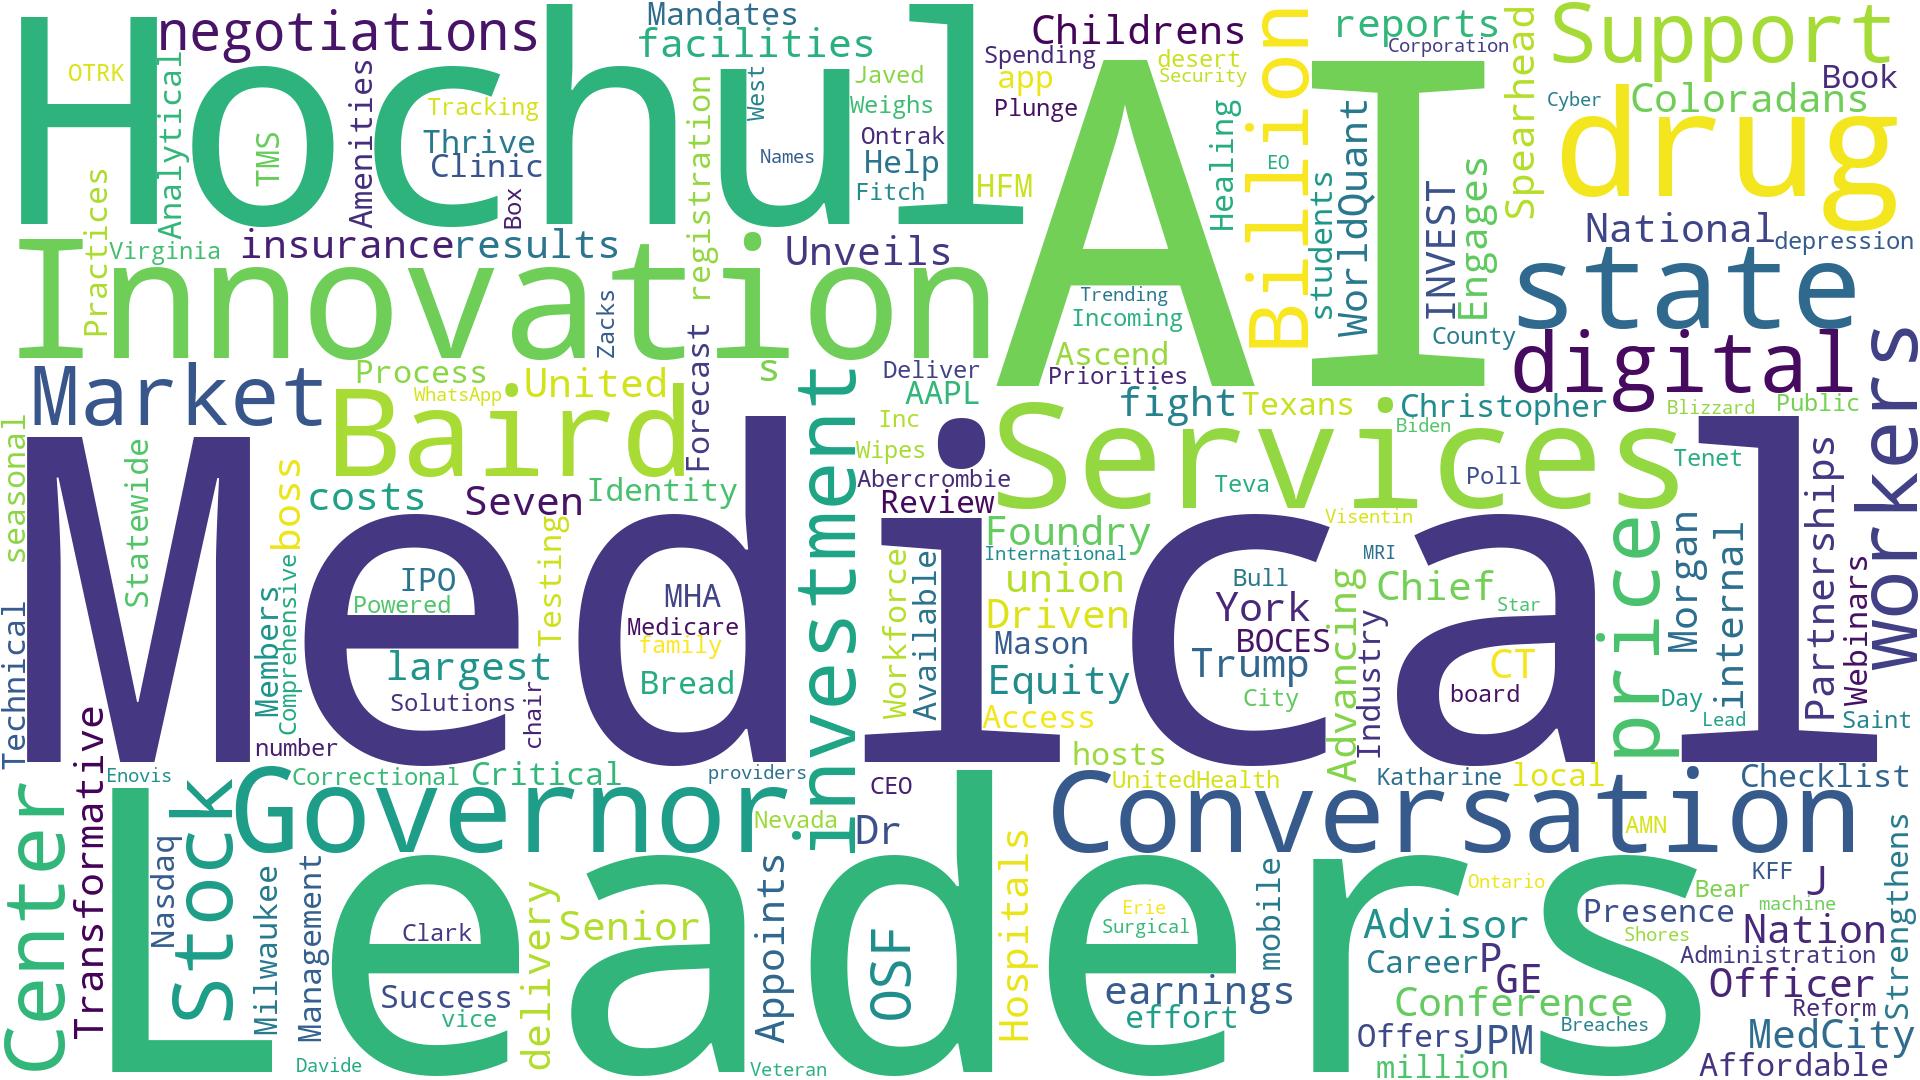 Hochul
negotiations
Mandates
facilities
Childrens
reports
Corporation
Support
Spending
app
desert
Security
Billion
Spearhead
Book
OTRK
Analytical
Amenities
Tracking
Thrive
Clinic
Box
TMS
registration
West
Names
Javed
Weighs
Ontrak
Help
Fitch
HFM
Plunge
AI
Healing
EO
students
WorldQuant
INVEST
Engages
County
Cyber
Coloradans
drug
National
depression
state
digital
Practices
Virginia
insurance
results
Unveils
Innovation
Zacks
Forecast
s
Trending
Incoming
Ascend
Priorities
Market
Process
WhatsApp
United
Baird
Deliver
AAPL
Inc
Wipes
Abercrombie
Review
fight
Texans
Christopher
Biden
Blizzard
Public
Services
Teva
Poll
Tenet
workers
seasonal
Statewide
boss
costs
Seven
Identity
investment
Medical
Technical
Members
Comprehensive
IPO
Powered
largest
Solutions
chair
number
Testing
MHA
Medicare
family
Bread
Workforce
Available
Foundry
International
union
Driven
Mason
Equity
Access
hosts
Visentin
MRI
Bull
York
BOCES
Trump
City
Advancing
Industry
Chief
Star
CT
board
prices
Morgan
internal
Day
Lead
Partnerships
Webinars
Saint
Center
Transformative
Enovis
Stock
Correctional
Critical
providers
Governor
Nevada
CEO
Dr
UnitedHealth
Katharine
local
Checklist
Conversation
AMN
Leaders
Nasdaq
Milwaukee
Management
Clark
Success
vice
Davide
delivery
Senior
Appoints
Veteran
OSF
Hospitals
Erie
Surgical
earnings
effort
mobile
Ontario
Advisor
Career
P
GE
Conference
Offers
JPM
million
Breaches
KFF
J
Bear
machine
Presence
Shores
Nation
Administration
Officer
Reform
MedCity
Affordable
Strengthens